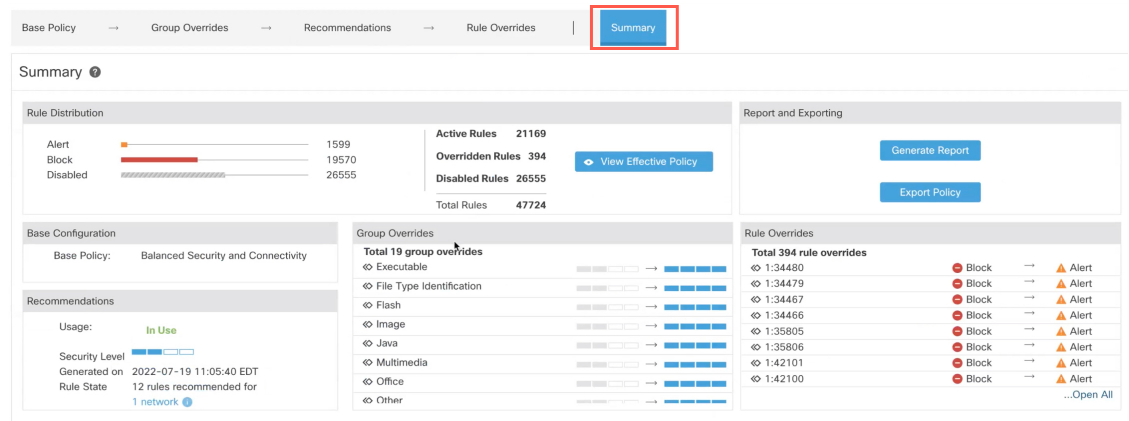 Base Policy → Group Overrides → Recommendations → Rule Overrides | Summary
Summary ?
Rule Distribution
Alert 1599
Block 19570
Disabled 26555
Active Rules 21169
Overridden Rules 394
Disabled Rules 26555
Total Rules 47724
View Effective Policy
Report and Exporting
Generate Report
Export Policy
Base Configuration
Base Policy: Balanced Security and Connectivity
Recommendations
Usage: In Use
Security Level
Generated on 2022-07-19 11:05:40 EDT
Rule State 12 rules recommended for
1 network i
Group Overrides
Total 19 group overrides
Executable →
File Type Identification →
Flash →
Image →
Java →
Multimedia →
Office →
Other →
Rule Overrides
Total 394 rule overrides
1:34480 Block → Alert
1:34479 Block → Alert
1:34467 Block → Alert
1:34466 Block → Alert
1:35805 Block → Alert
1:35806 Block → Alert
1:42101 Block → Alert
1:42100 Block → Alert
...Open All